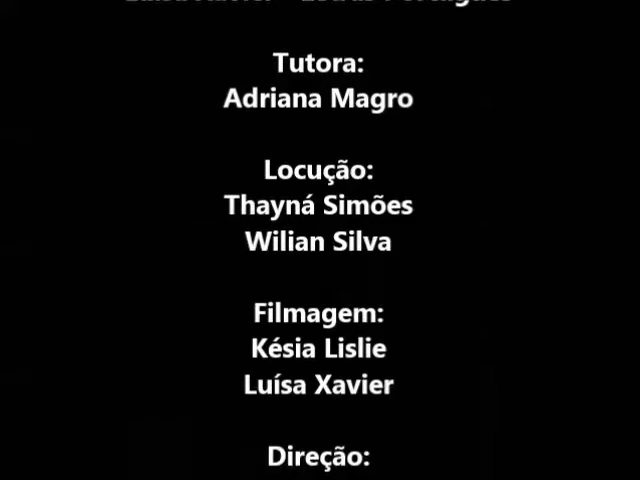 Tutora:
Adriana Magro
Locução:
Thayná Simões
Wilian Silva
Filmagem:
Késia Lislie
Luísa Xavier
Direção: